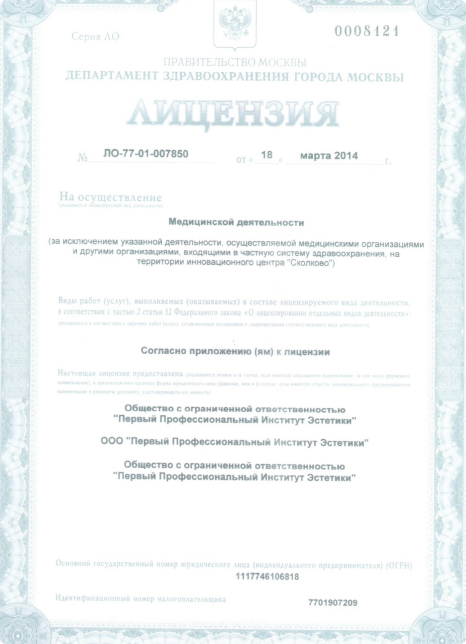 Серия ЛО
0008121
ПРАВИТЕЛЬСТВО МОСКВЫ
ДЕПАРТАМЕНТ ЗДРАВООХРАНЕНИЯ ГОРОДА МОСКВЫ
ЛИЦЕНЗИЯ
№ ЛО-77-01-007850 от « 18 » марта 2014 г.
На осуществление
(указывается лицензируемый вид деятельности)
Медицинской деятельности
(за исключением указанной деятельности, осуществляемой медицинскими организациями
и другими организациями, входящими в частную систему здравоохранения, на
территории инновационного центра "Сколково")
Виды работ (услуг), выполняемых (оказываемых) в составе лицензируемого вида деятельности,
в соответствии с частью 2 статьи 12 Федерального закона «О лицензировании отдельных видов деятельности»:
Согласно приложению (ям) к лицензии
Настоящая лицензия предоставлена
Общество с ограниченной ответственностью
"Первый Профессиональный Институт Эстетики"
ООО "Первый Профессиональный Институт Эстетики"
Общество с ограниченной ответственностью
"Первый Профессиональный Институт Эстетики"
Основной государственный номер юридического лица (индивидуального предпринимателя) (ОГРН)
1117746106818
Идентификационный номер налогоплательщика 7701907209